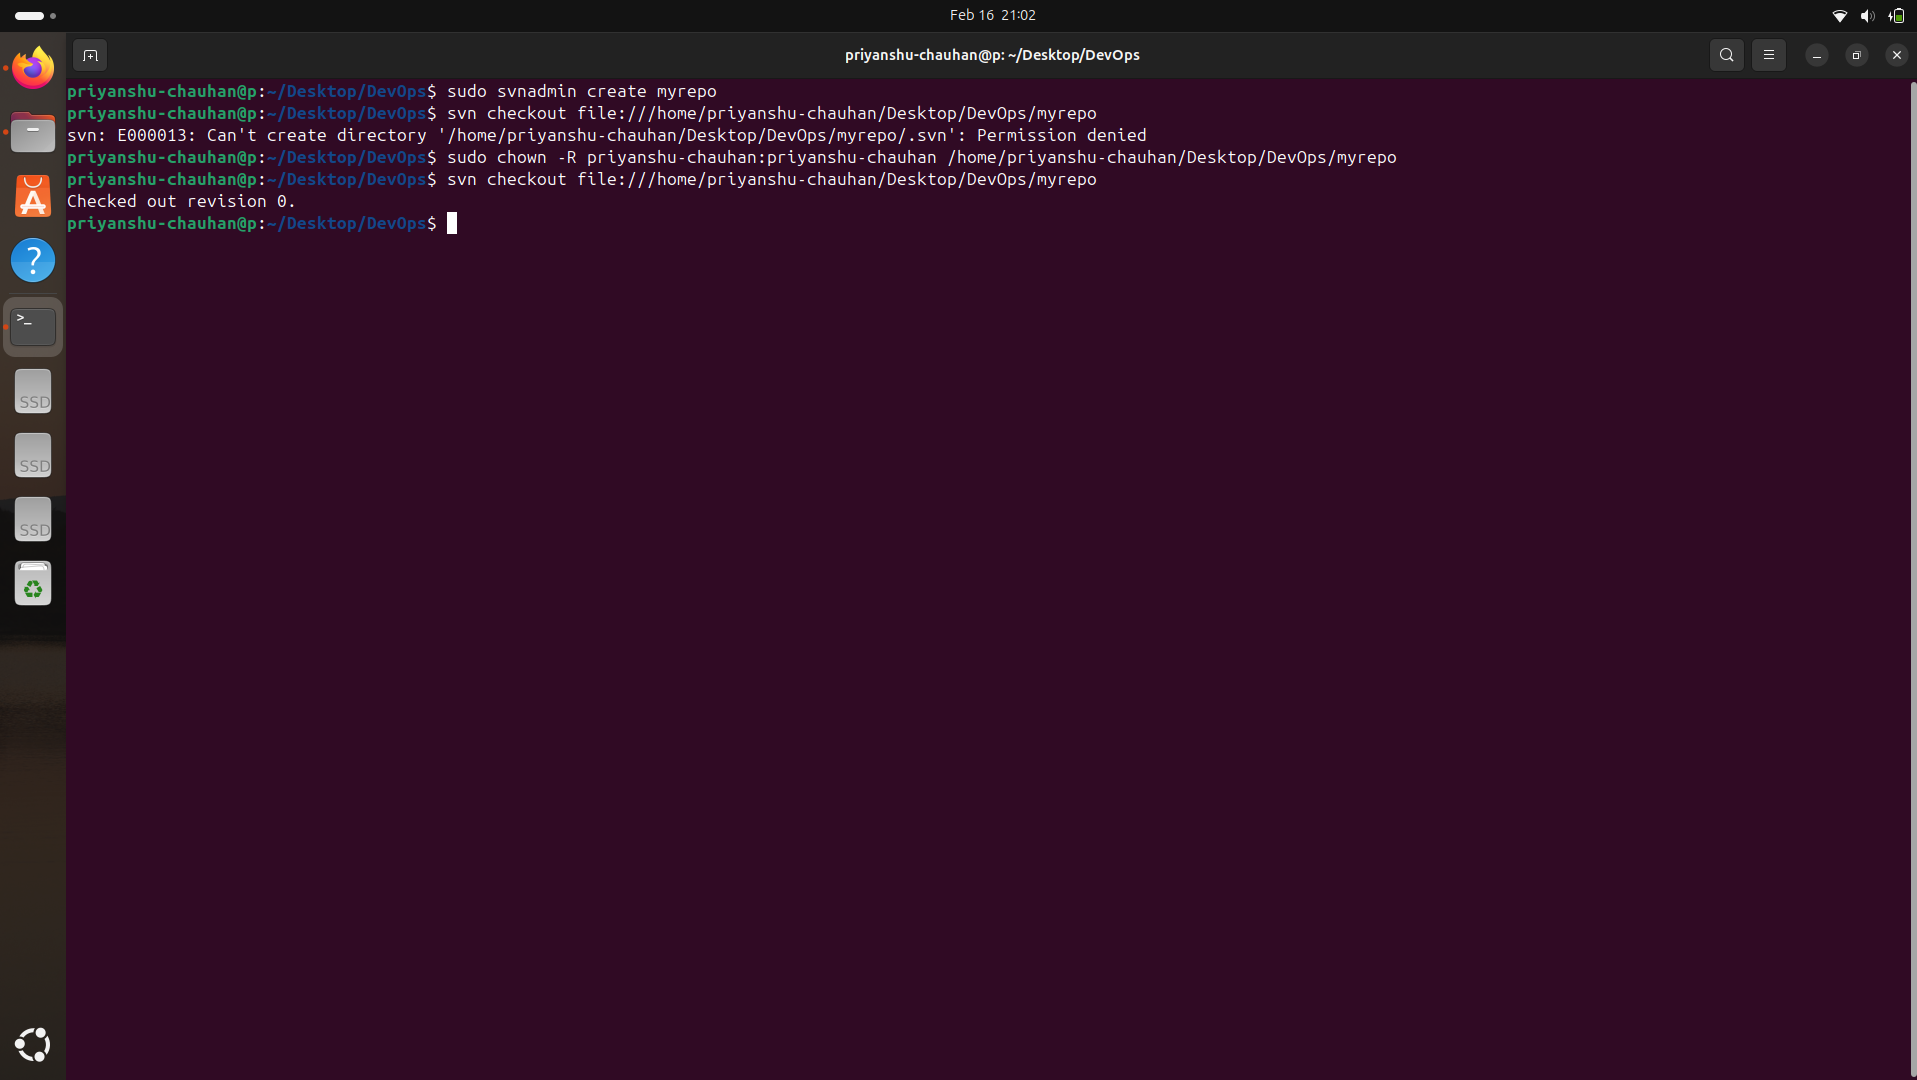 Feb 16 21:02
priyanshu-chauhan@p: ~/Desktop/DevOps
priyanshu-chauhan@p:~/Desktop/DevOps$ sudo svnadmin create myrepo
priyanshu-chauhan@p:~/Desktop/DevOps$ svn checkout file:///home/priyanshu-chauhan/Desktop/DevOps/myrepo
svn: E000013: Can't create directory '/home/priyanshu-chauhan/Desktop/DevOps/myrepo/.svn': Permission denied
priyanshu-chauhan@p:~/Desktop/DevOps$ sudo chown -R priyanshu-chauhan:priyanshu-chauhan /home/priyanshu-chauhan/Desktop/DevOps/myrepo
priyanshu-chauhan@p:~/Desktop/DevOps$ svn checkout file:///home/priyanshu-chauhan/Desktop/DevOps/myrepo
Checked out revision 0.
priyanshu-chauhan@p:~/Desktop/DevOps$
?
>_
SSD
SSD
SSD